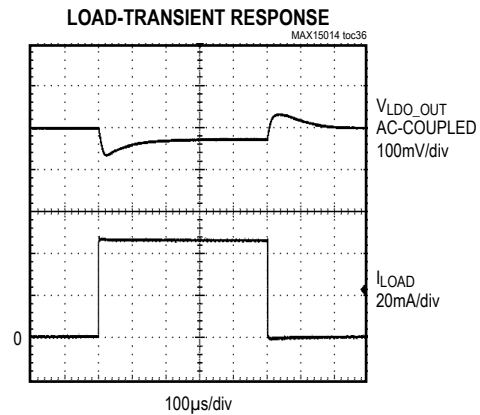 LOAD-TRANSIENT RESPONSE
MAX15014 toc36
VLDO_OUT
AC-COUPLED
100mV/div
ILOAD
20mA/div
0
100µs/div